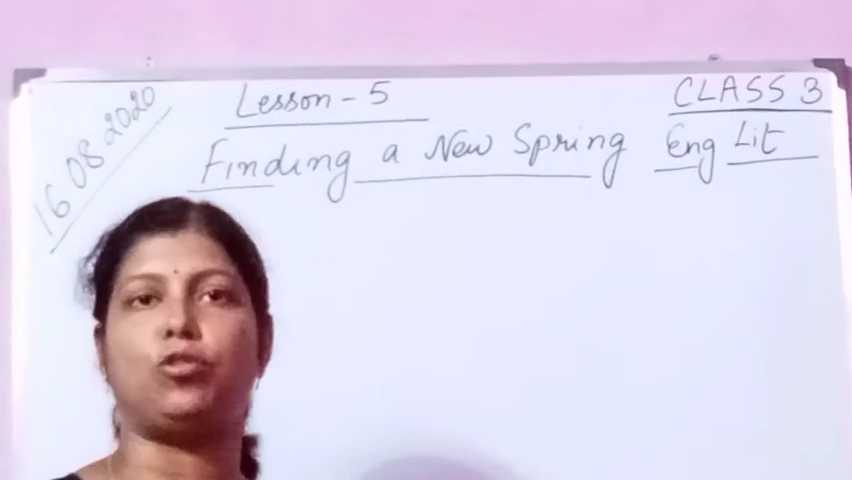 16 08 2020
Lesson - 5
CLASS 3
Finding a New Spring
Eng Lit